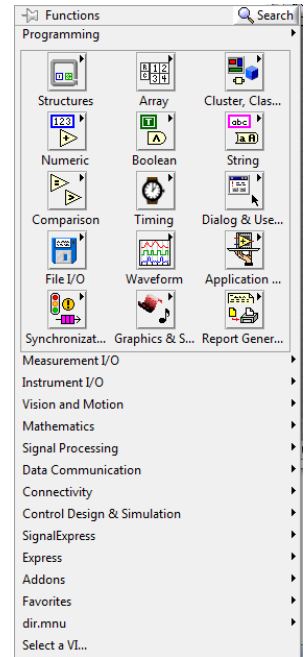 Functions Search
Programming
Structures Array Cluster, Clas...
123 abc
Numeric Boolean String
Comparison Timing Dialog & Use...
File I/O Waveform Application ...
Synchronizat... Graphics & S... Report Gener...
Measurement I/O
Instrument I/O
Vision and Motion
Mathematics
Signal Processing
Data Communication
Connectivity
Control Design & Simulation
SignalExpress
Express
Addons
Favorites
dir.mnu
Select a VI...